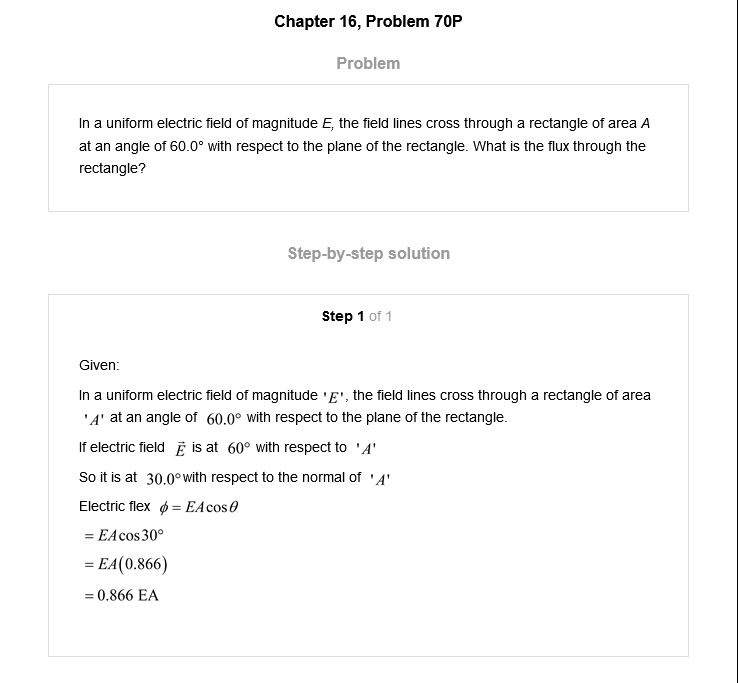 Chapter 16, Problem 70P
Problem
In a uniform electric field of magnitude E, the field lines cross through a rectangle of area A
at an angle of 60.0° with respect to the plane of the rectangle. What is the flux through the
rectangle?
Step-by-step solution
Step 1 of 1
Given:
In a uniform electric field of magnitude 'E', the field lines cross through a rectangle of area
'A' at an angle of 60.0° with respect to the plane of the rectangle.
If electric field E⃗ is at 60° with respect to 'A'
So it is at 30.0° with respect to the normal of 'A'
Electric flex ϕ = EA cos θ
= EA cos 30°
= EA(0.866)
= 0.866 EA